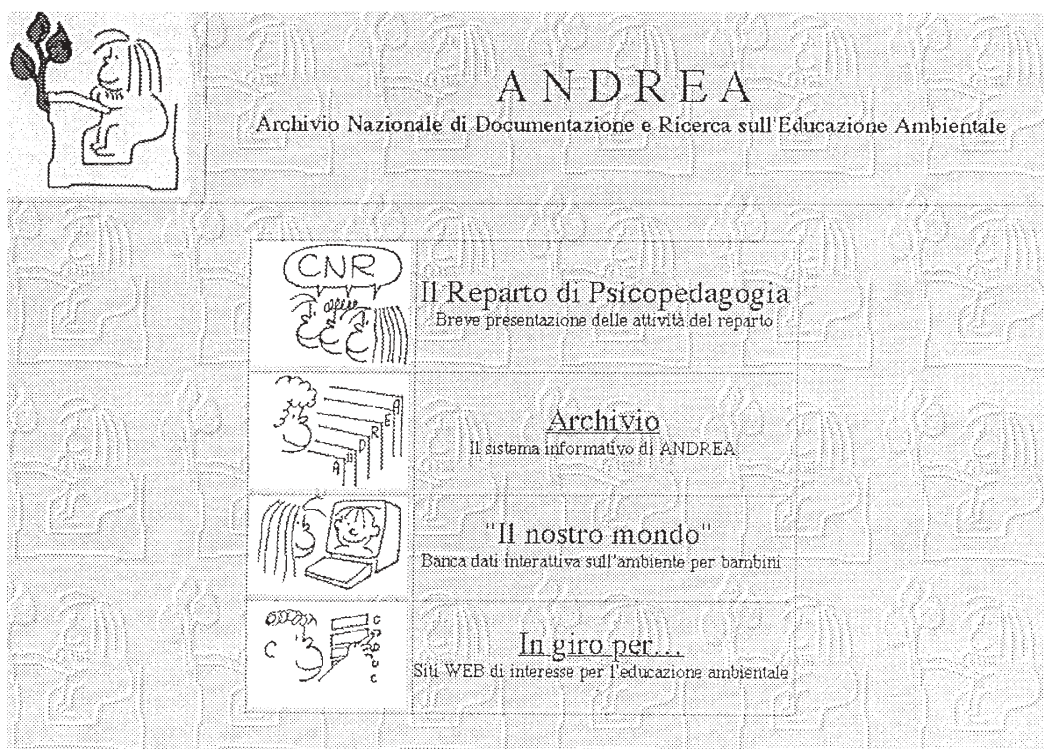 ANDREA
Archivio Nazionale di Documentazione e Ricerca sull'Educazione Ambientale
CNR
Il Reparto di Psicopedagogia
Breve presentazione delle attività del reparto
ANDREA
Archivio
Il sistema informativo di ANDREA
"Il nostro mondo"
Banca dati interattiva sull'ambiente per bambini
In giro per...
Siti WEB di interesse per l'educazione ambientale